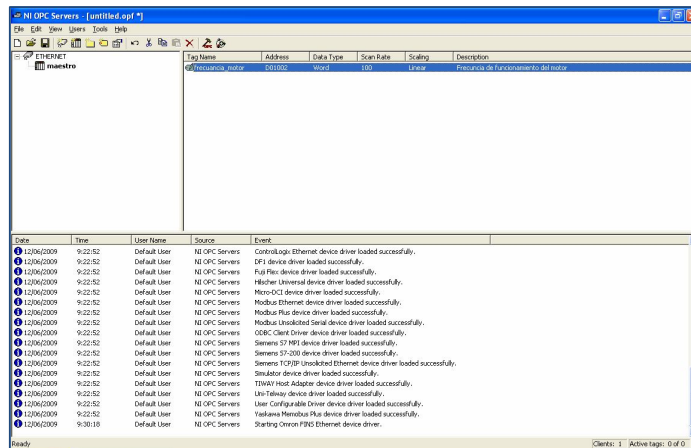 NI OPC Servers - [untitled.opf *]
File Edit View Users Tools Help
ETHERNET
maestro
Tag Name Address Data Type Scan Rate Scaling Description
frecuancia_motor D01002 Word 100 Linear Frecuncia de funcionamiento del motor
Date Time User Name Source Event
12/06/2009 9:22:52 Default User NI OPC Servers ControlLogix Ethernet device driver loaded successfully.
12/06/2009 9:22:52 Default User NI OPC Servers DF1 device driver loaded successfully.
12/06/2009 9:22:52 Default User NI OPC Servers Fuji Flex device driver loaded successfully.
12/06/2009 9:22:52 Default User NI OPC Servers Hilscher Universal device driver loaded successfully.
12/06/2009 9:22:52 Default User NI OPC Servers Micro-DCI device driver loaded successfully.
12/06/2009 9:22:52 Default User NI OPC Servers Modbus Ethernet device driver loaded successfully.
12/06/2009 9:22:52 Default User NI OPC Servers Modbus Plus device driver loaded successfully.
12/06/2009 9:22:52 Default User NI OPC Servers Modbus Unsolicited Serial device driver loaded successfully.
12/06/2009 9:22:52 Default User NI OPC Servers ODBC Client Driver device driver loaded successfully.
12/06/2009 9:22:52 Default User NI OPC Servers Siemens S7 MPI device driver loaded successfully.
12/06/2009 9:22:52 Default User NI OPC Servers Siemens S7-200 device driver loaded successfully.
12/06/2009 9:22:52 Default User NI OPC Servers Siemens TCP/IP Unsolicited Ethernet device driver loaded successfully.
12/06/2009 9:22:52 Default User NI OPC Servers Simulator device driver loaded successfully.
12/06/2009 9:22:52 Default User NI OPC Servers TIWAY Host Adapter device driver loaded successfully.
12/06/2009 9:22:52 Default User NI OPC Servers Uni-Telway device driver loaded successfully.
12/06/2009 9:22:52 Default User NI OPC Servers User Configurable Driver device driver loaded successfully.
12/06/2009 9:22:52 Default User NI OPC Servers Yaskawa Memobus Plus device driver loaded successfully.
12/06/2009 9:30:18 Default User NI OPC Servers Starting Omron FINS Ethernet device driver.
Ready Clients: 1 Active tags: 0 of 0